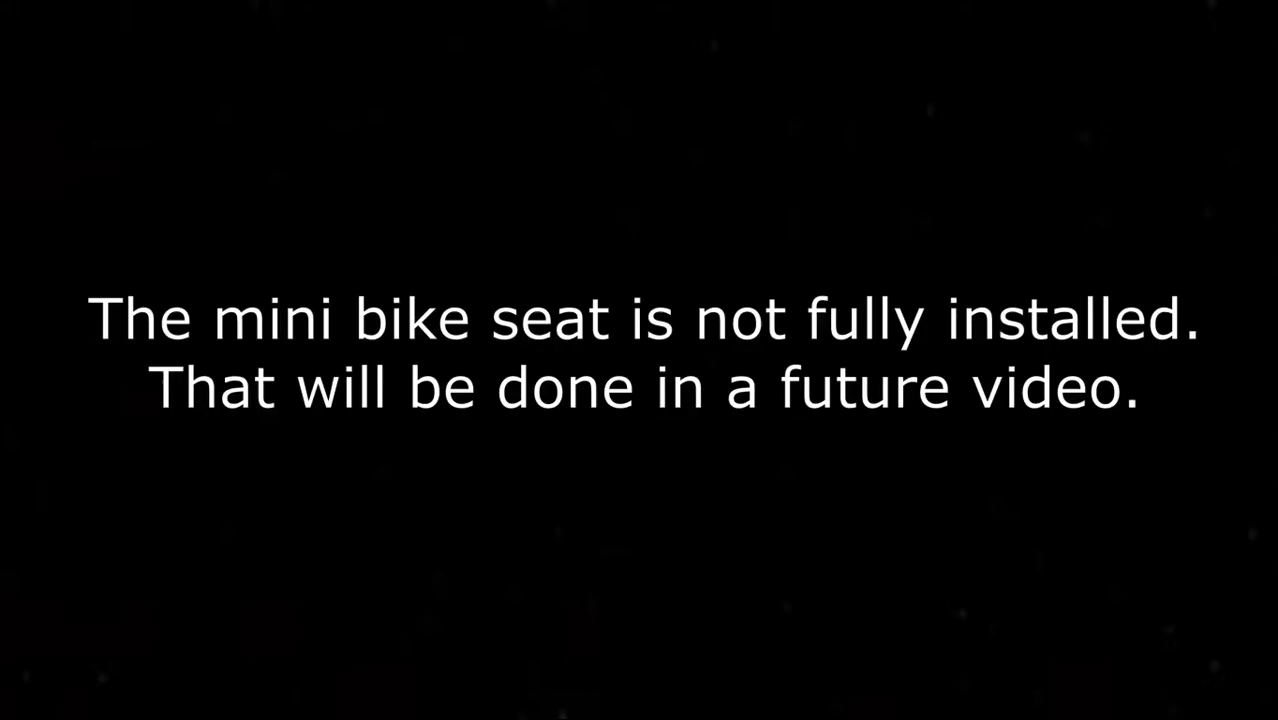 The mini bike seat is not fully installed.
That will be done in a future video.